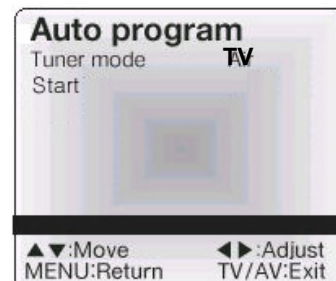 Auto program
Tuner mode TV
Start
▲▼:Move ◀▶:Adjust
MENU:Return TV/AV:Exit